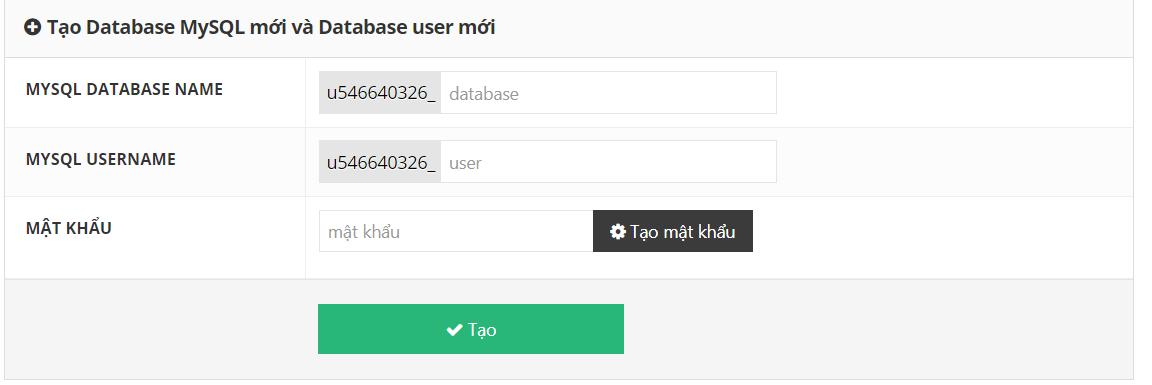 Tạo Database MySQL mới và Database user mới
MYSQL DATABASE NAME
u546640326_ database
MYSQL USERNAME
u546640326_ user
MẬT KHẨU
mật khẩu Tạo mật khẩu
Tạo